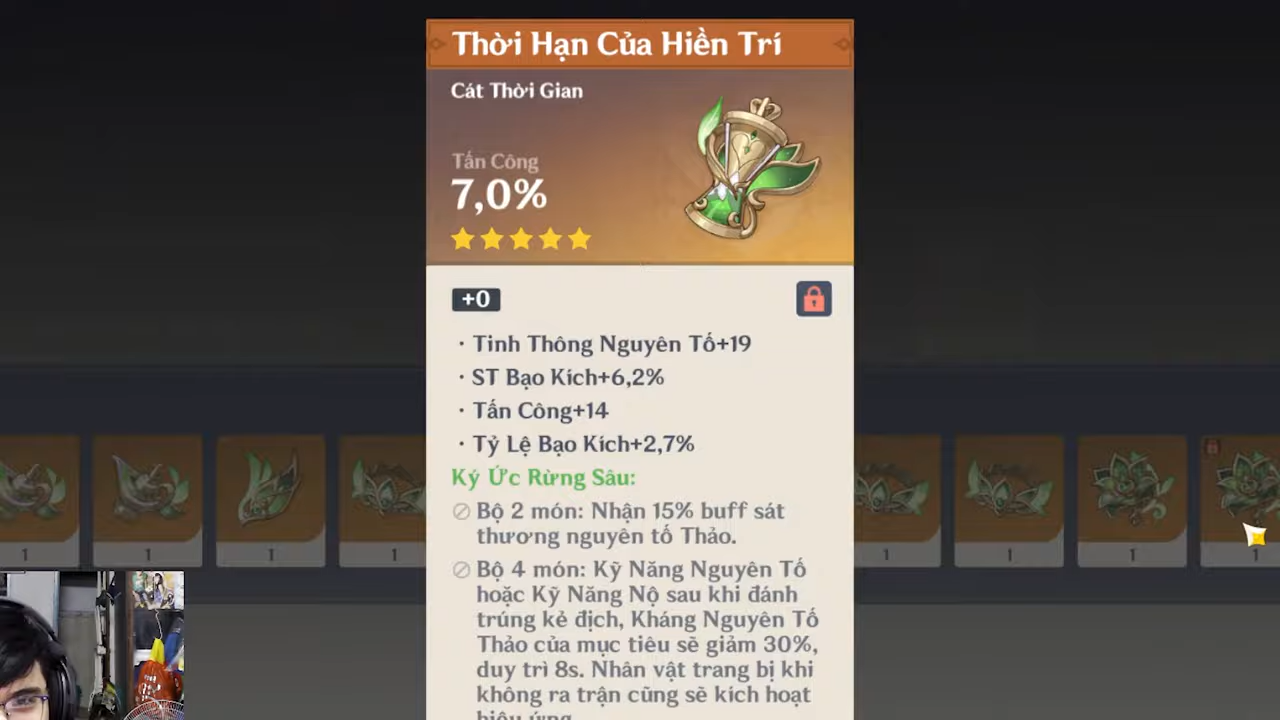 Thời Hạn Của Hiền Trí
Cát Thời Gian
Tấn Công
7,0%
+0
· Tinh Thông Nguyên Tố+19
· ST Bạo Kích+6,2%
· Tấn Công+14
· Tỷ Lệ Bạo Kích+2,7%
Ký Ức Rừng Sâu:
Bộ 2 món: Nhận 15% buff sát
thương nguyên tố Thảo.
Bộ 4 món: Kỹ Năng Nguyên Tố
hoặc Kỹ Năng Nộ sau khi đánh
trúng kẻ địch, Kháng Nguyên Tố
Thảo của mục tiêu sẽ giảm 30%,
duy trì 8s. Nhân vật trang bị khi
không ra trận cũng sẽ kích hoạt
hiệu ứng.
1 1 1 1 1 1 1 1